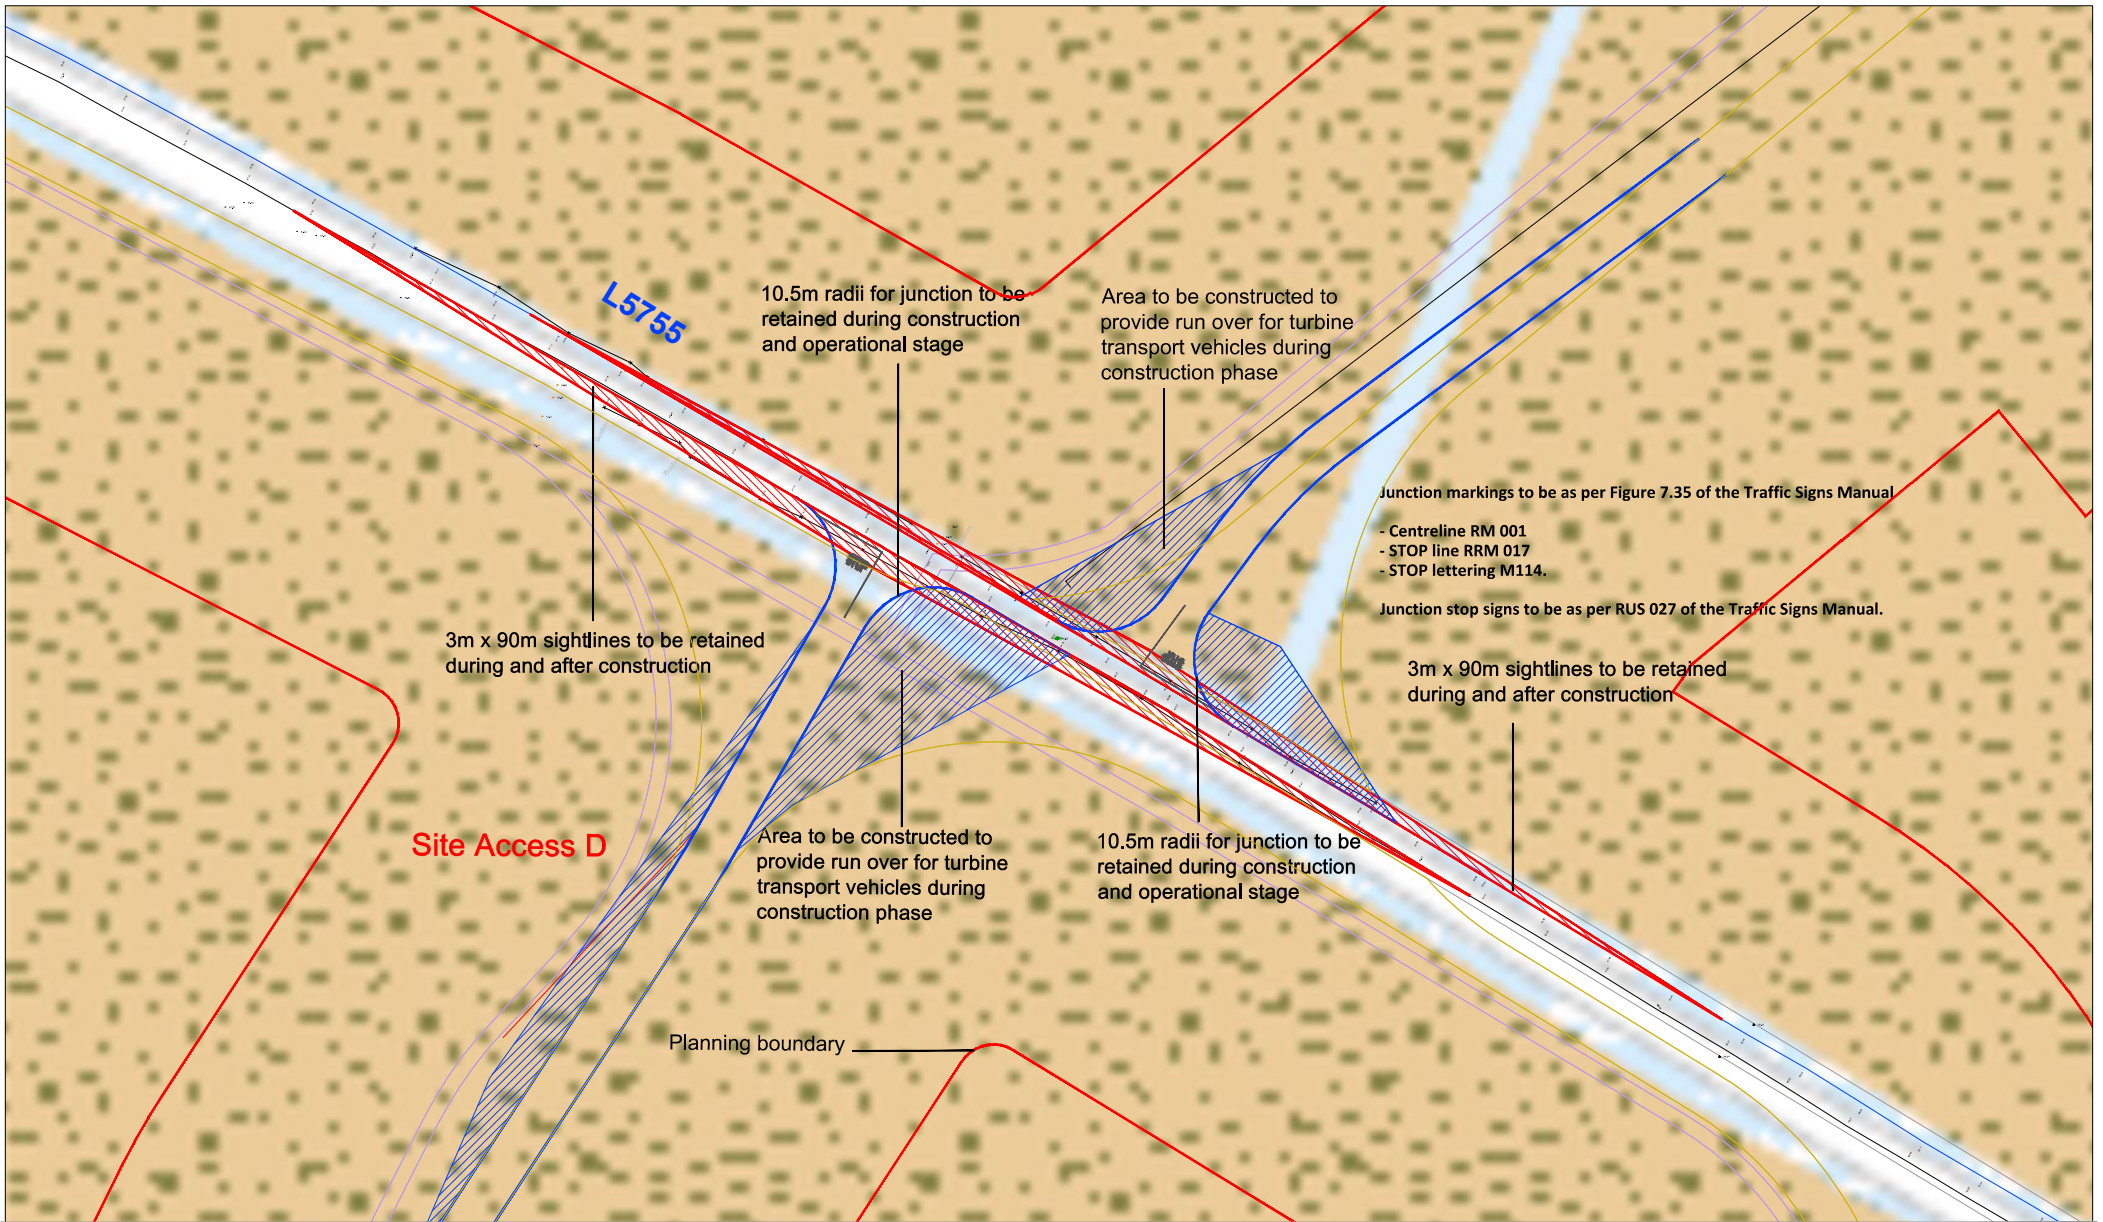 L5755
10.5m radii for junction to be
retained during construction
and operational stage
Area to be constructed to
provide run over for turbine
transport vehicles during
construction phase
Junction markings to be as per Figure 7.35 of the Traffic Signs Manual
- Centreline RM 001
- STOP line RRM 017
- STOP lettering M114.
Junction stop signs to be as per RUS 027 of the Traffic Signs Manual.
3m x 90m sightlines to be retained
during and after construction
3m x 90m sightlines to be retained
during and after construction
Site Access D
Area to be constructed to
provide run over for turbine
transport vehicles during
construction phase
10.5m radii for junction to be
retained during construction
and operational stage
Planning boundary